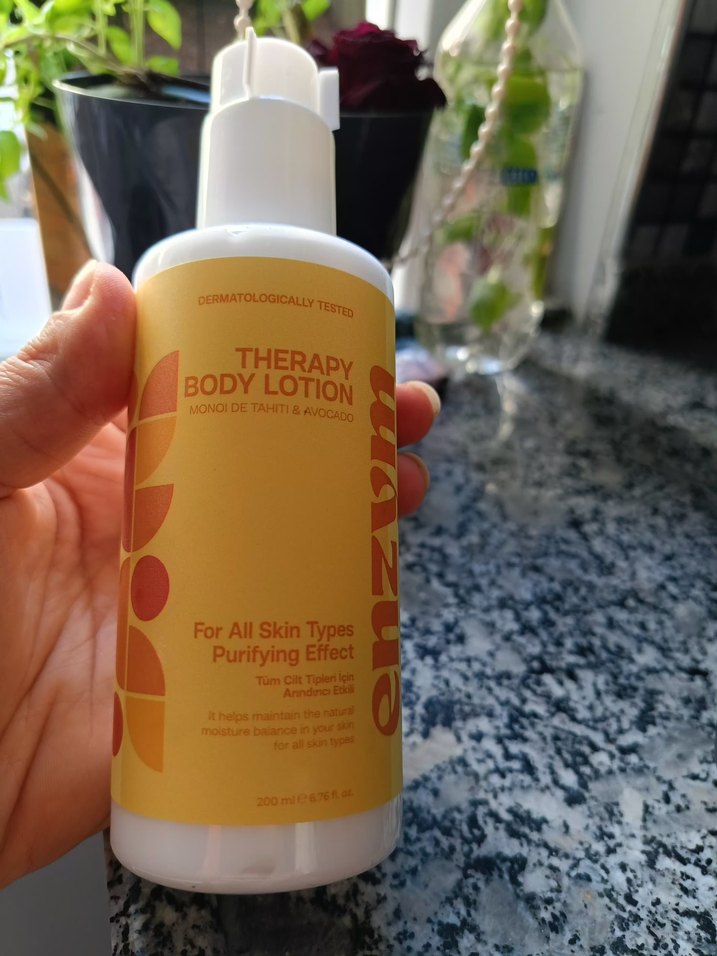 DERMATOLOGICALLY TESTED
THERAPY
BODY LOTION
MONOI DE TAHITI & AVOCADO
mazue
For All Skin Types
Purifying Effect
Tüm Cilt Tipleri İçin
Arındırıcı Etkili
it helps maintain the natural
moisture balance in your skin
for all skin types
200 ml ℮ 6.76 fl. oz.